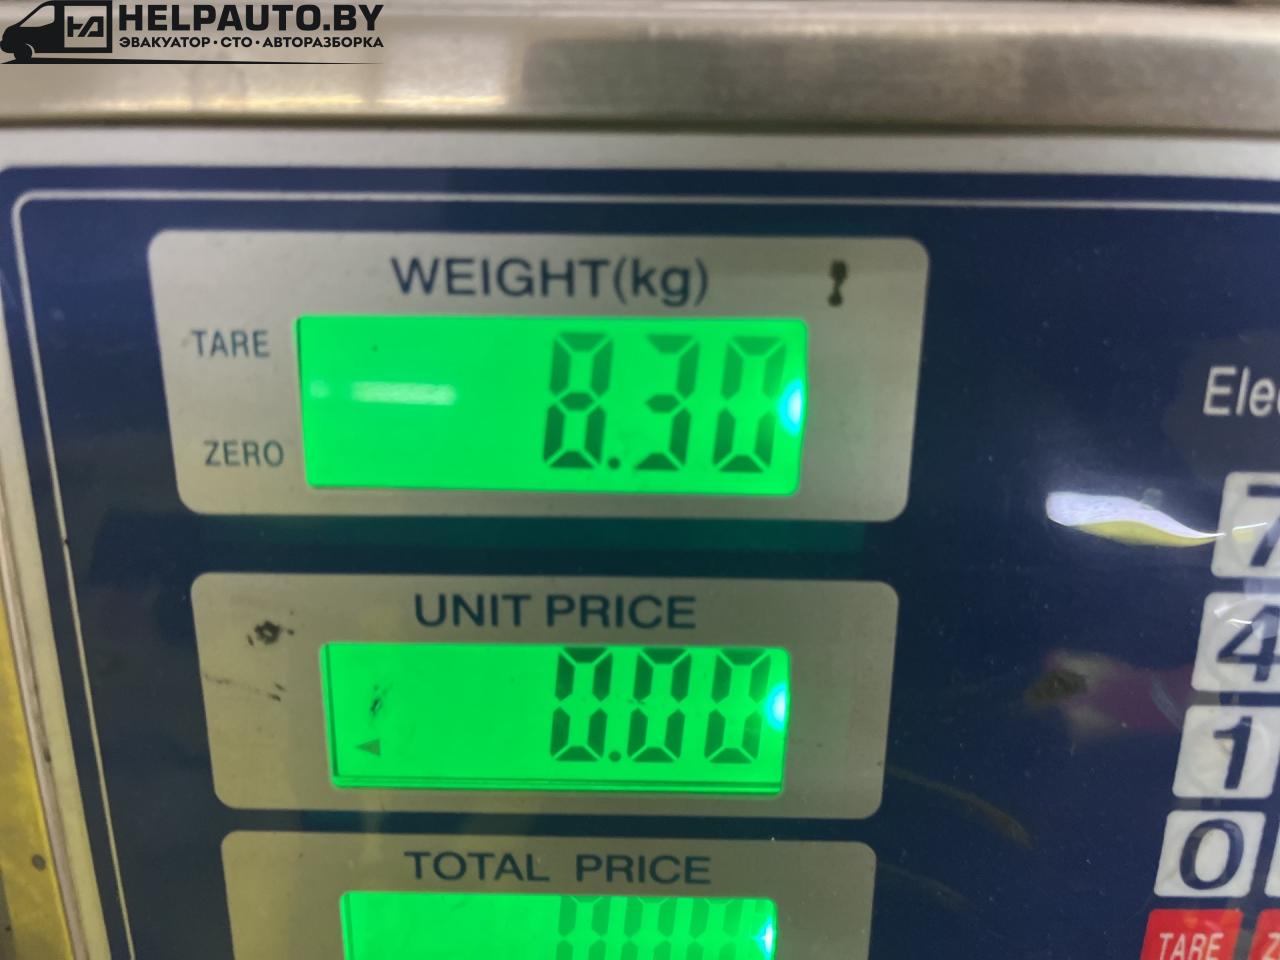 HELPAUTO.BY
ЭВАКУАТОР·СТО·АВТОРАЗБОРКА
WEIGHT(kg)
TARE
8.30
ZERO
Ele
7
UNIT PRICE
4
0.00
1
TOTAL PRICE
0
TARE
Z